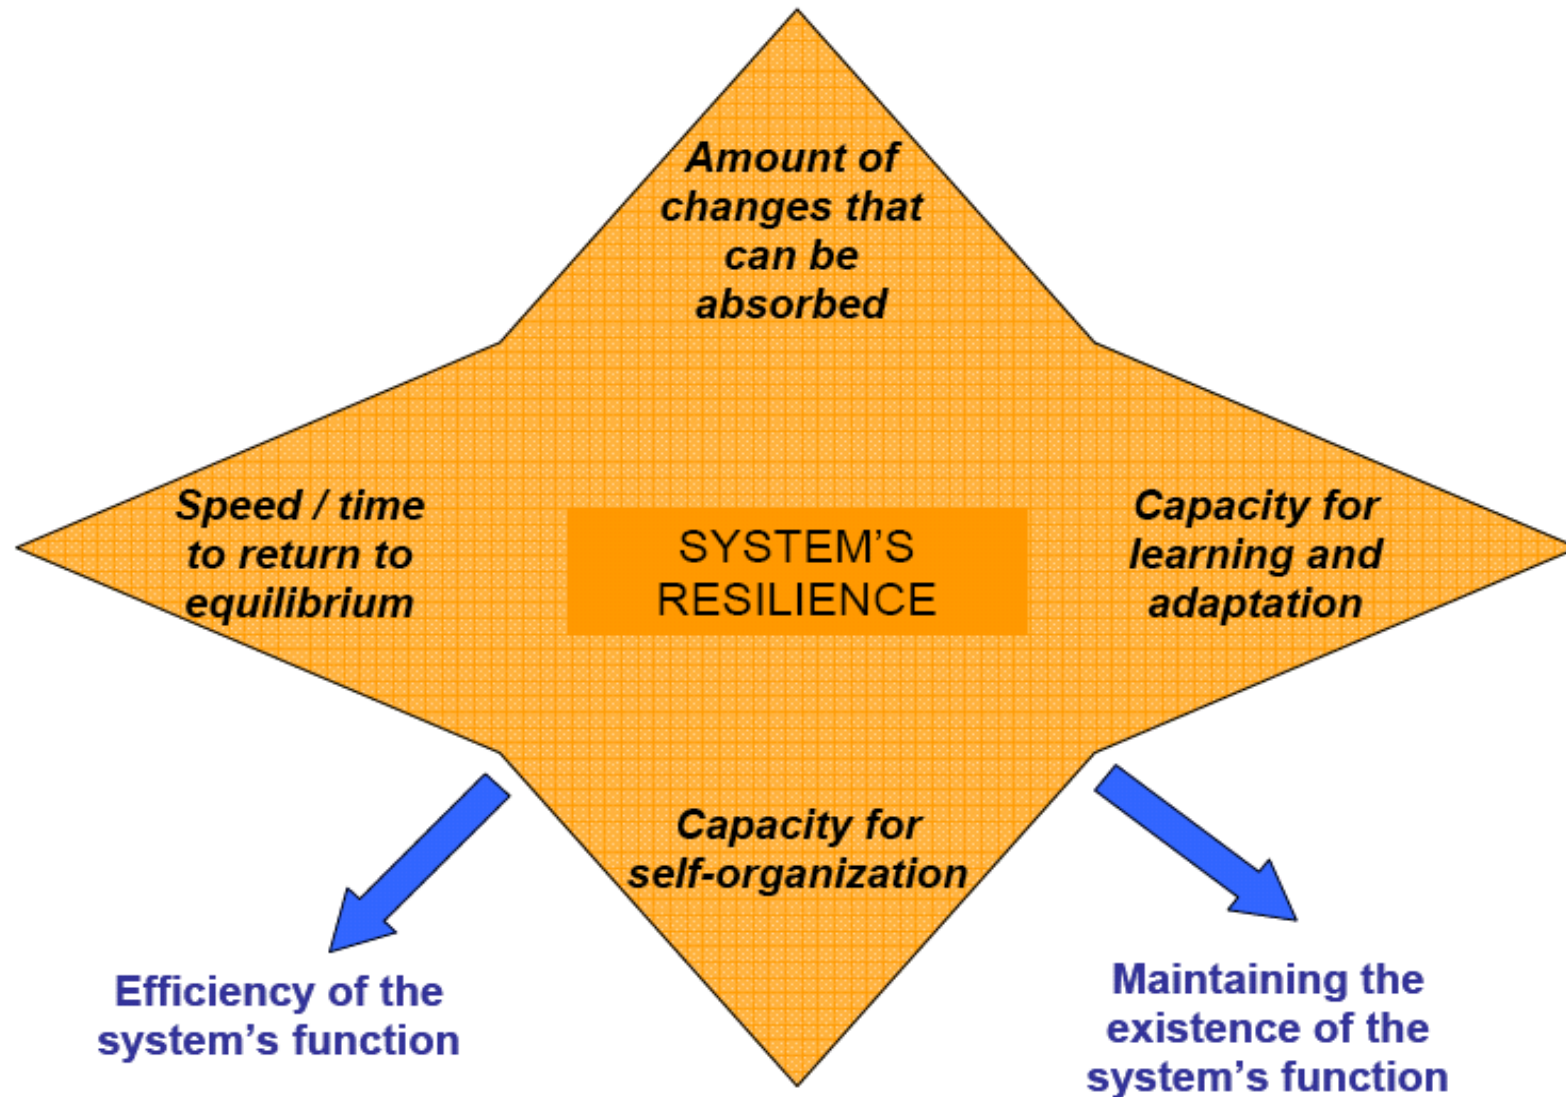 Amount of
changes that
can be
absorbed
Speed / time
to return to
equilibrium
SYSTEM'S
RESILIENCE
Capacity for
learning and
adaptation
Capacity for
self-organization
Efficiency of the
system's function
Maintaining the
existence of the
system's function